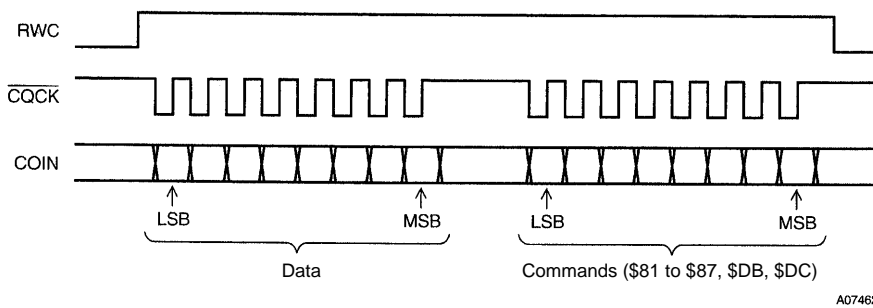 RWC
CQCK
COIN
LSB
MSB
LSB
MSB
Data
Commands ($81 to $87, $DB, $DC)